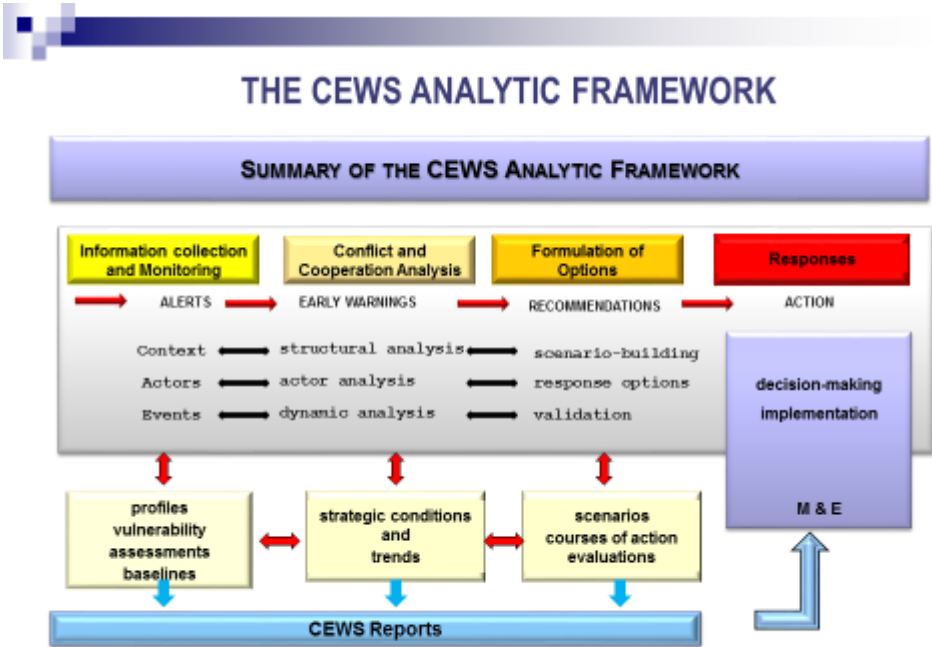 THE CEWS ANALYTIC FRAMEWORK
SUMMARY OF THE CEWS ANALYTIC FRAMEWORK
Information collection
and Monitoring
Conflict and
Cooperation Analysis
Formulation of
Options
Responses
ALERTS
EARLY WARNINGS
RECOMMENDATIONS
ACTION
Context
structural analysis
scenario-building
Actors
actor analysis
response options
Events
dynamic analysis
validation
decision-making
implementation
M & E
profiles
vulnerability
assessments
baselines
strategic conditions
and
trends
scenarios
courses of action
evaluations
CEWS Reports